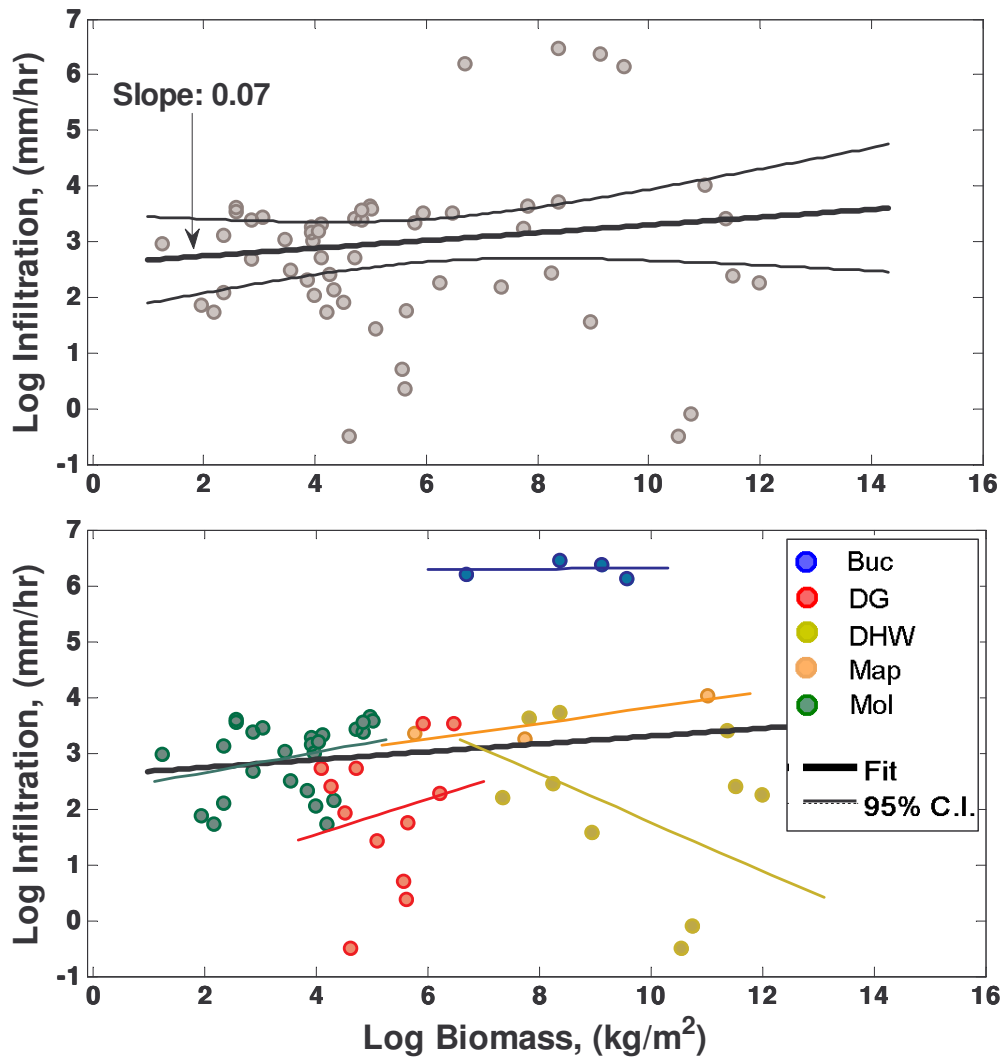 Log Infiltration, (mm/hr)
7
6
5
4
3
2
1
0
-1
Slope: 0.07
0 2 4 6 8 10 12 14 16
Log Infiltration, (mm/hr)
7
6
5
4
3
2
1
0
-1
Buc
DG
DHW
Map
Mol
Fit
95% C.I.
0 2 4 6 8 10 12 14 16
Log Biomass, (kg/m²)